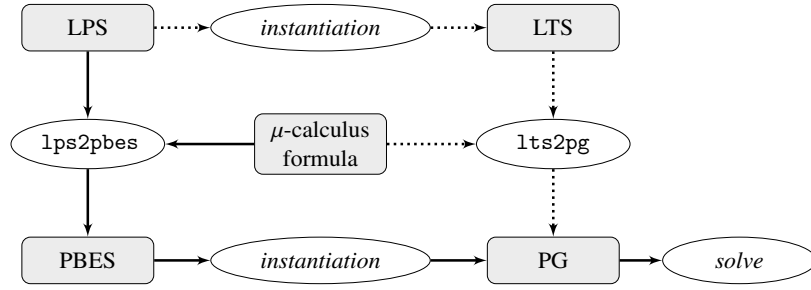 LPS
instantiation
LTS
lps2pbes
μ-calculus
formula
lts2pg
PBES
instantiation
PG
solve